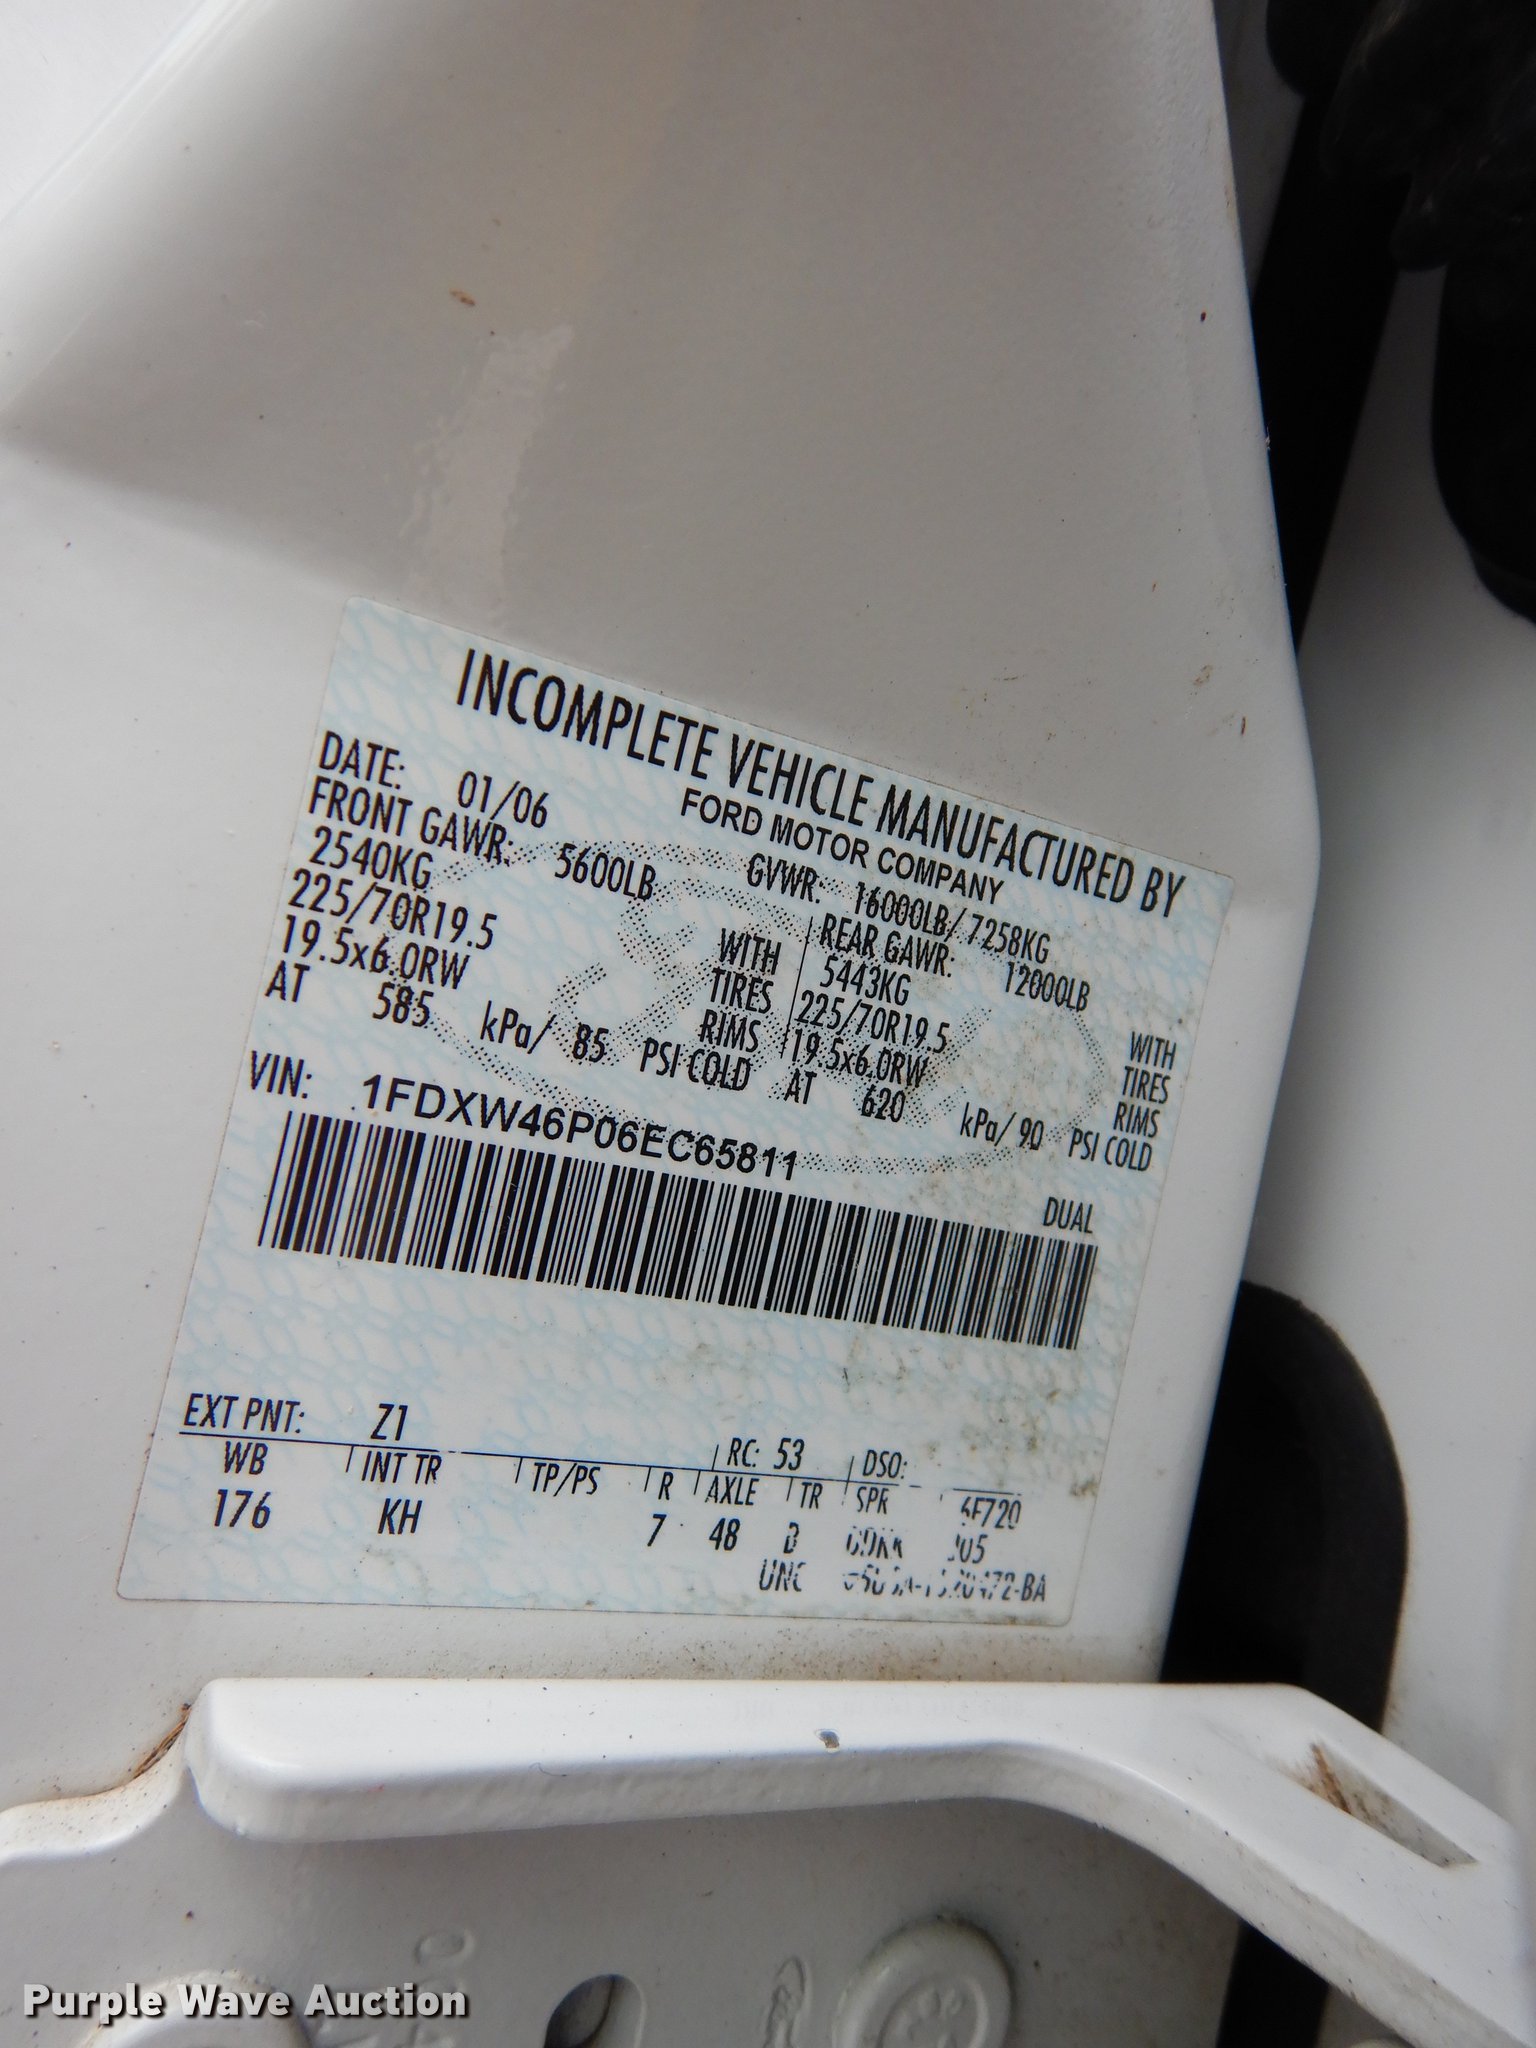 INCOMPLETE VEHICLE MANUFACTURED BY
FORD MOTOR COMPANY
DATE: 01/06 GVWR: 16000LB/ 7258KG
FRONT GAWR: 5600LB REAR GAWR: 12000LB
2540KG WITH 5443KG WITH
225/70R19.5 TIRES 225/70R19.5 TIRES
19.5x6.0RW RIMS 19.5x6.0RW RIMS
AT 585 kPa/ 85 PSI COLD AT 620 kPa/ 90 PSI COLD
VIN: 1FDXW46P06EC65811
DUAL
EXT PNT: Z1 RC: 53 DSO:
WB INT TR TP/PS R AXLE TR SPR 6F720
176 KH 7 48 B
Purple Wave Auction